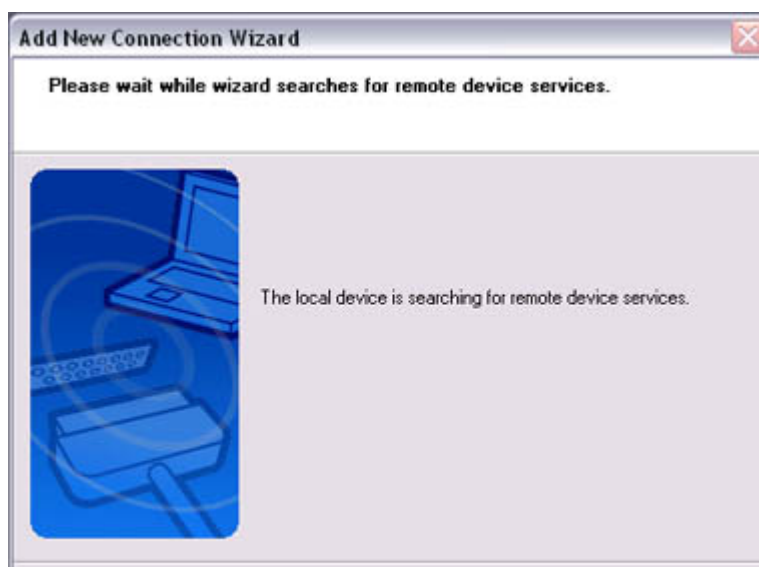 Add New Connection Wizard
Please wait while wizard searches for remote device services.
The local device is searching for remote device services.